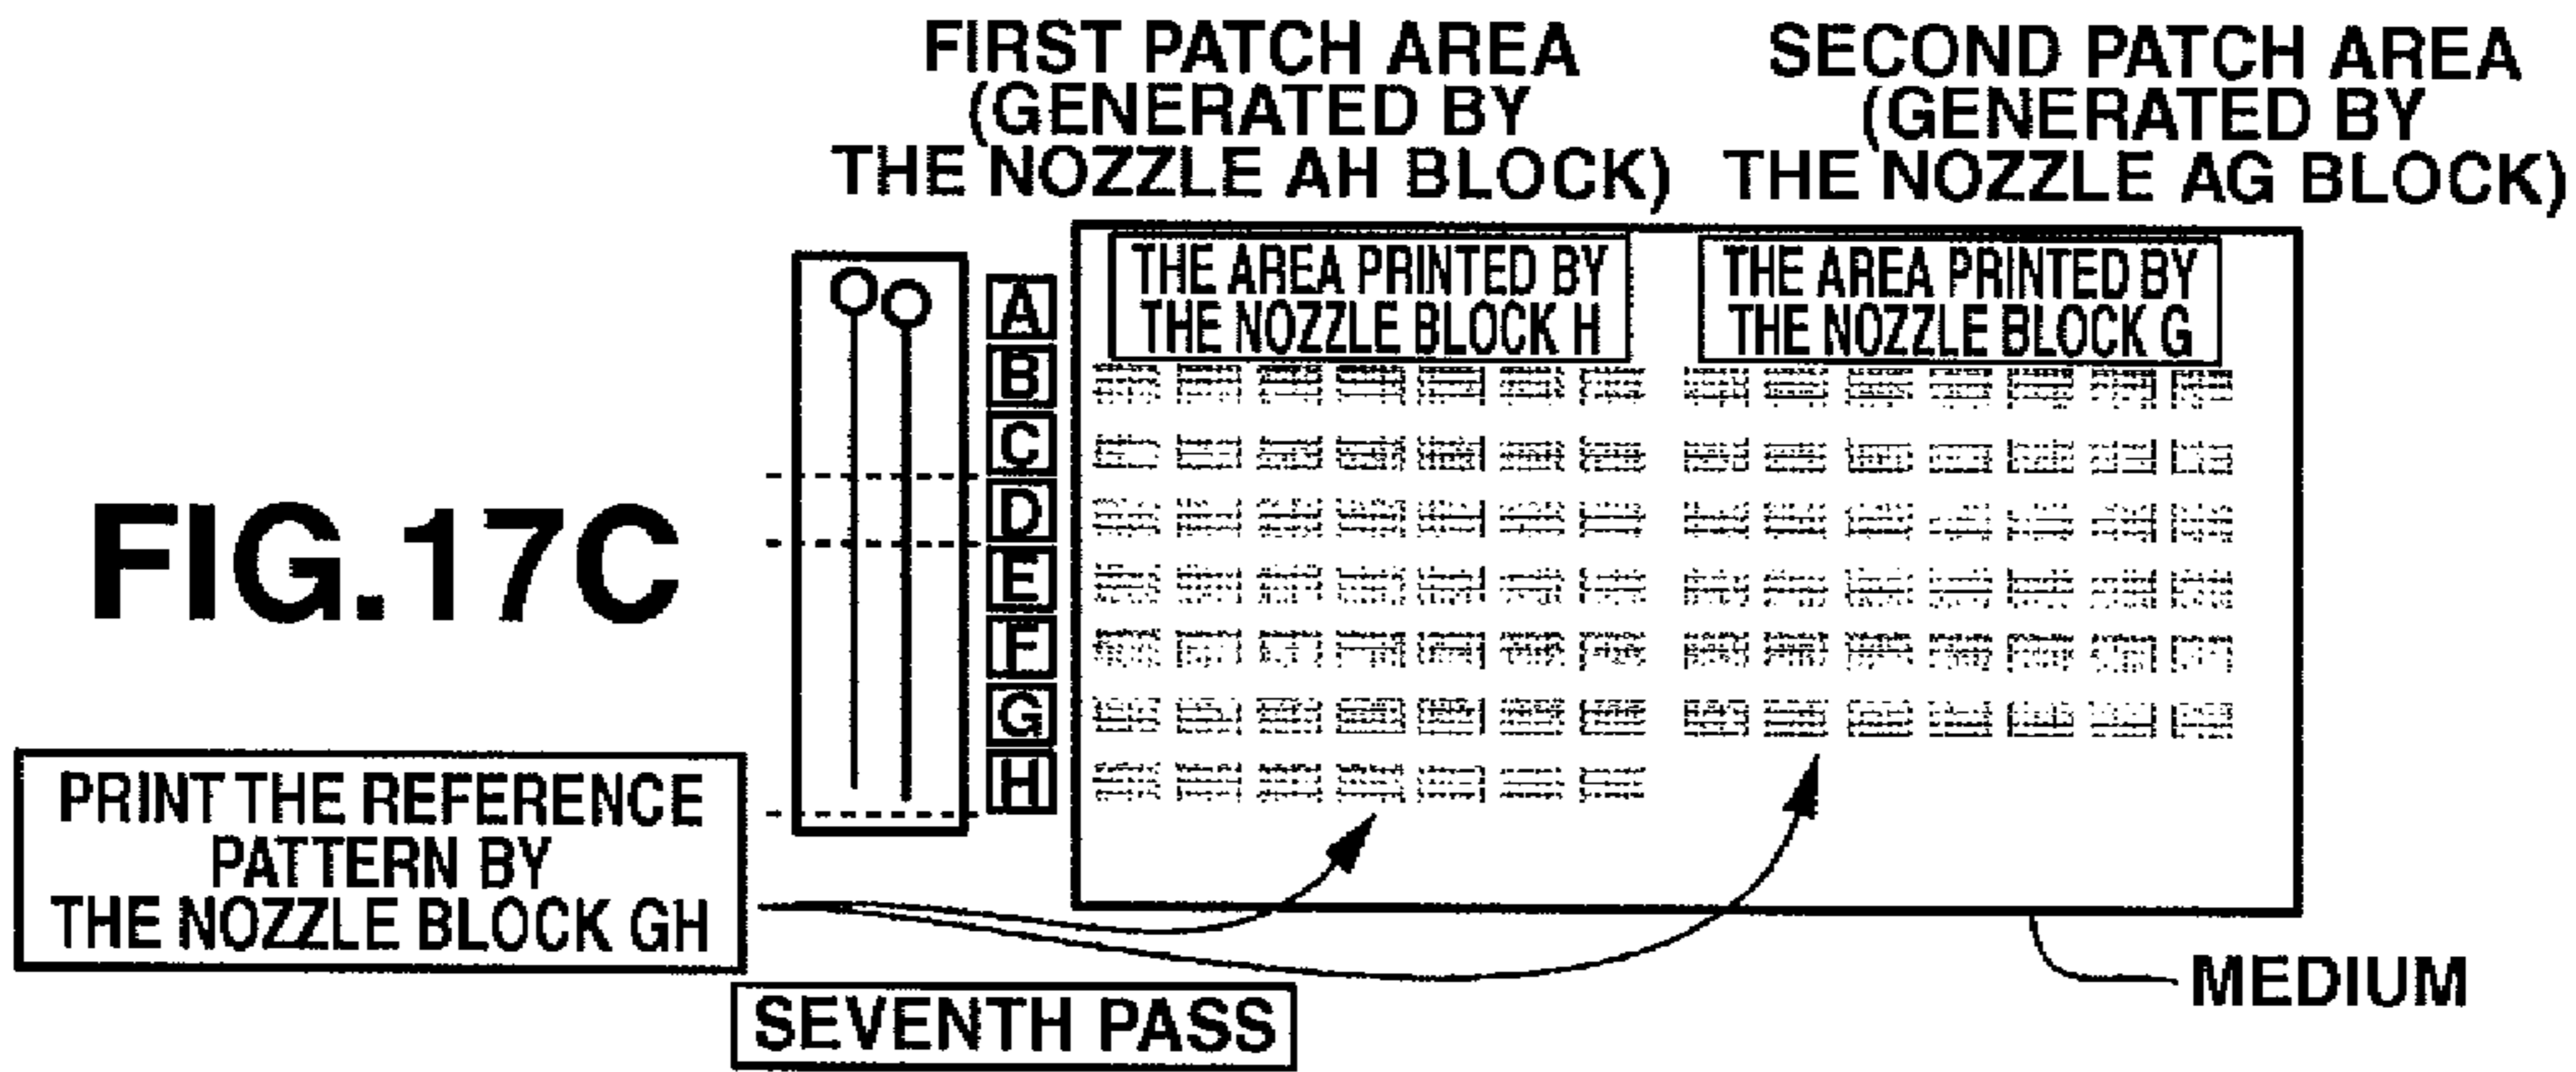 FIRST PATCH AREA
(GENERATED BY
THE NOZZLE AH BLOCK)
SECOND PATCH AREA
(GENERATED BY
THE NOZZLE AG BLOCK)
THE AREA PRINTED BY
THE NOZZLE BLOCK H
THE AREA PRINTED BY
THE NOZZLE BLOCK G
A
B
C
D
E
F
G
H
FIG.17C
PRINT THE REFERENCE
PATTERN BY
THE NOZZLE BLOCK GH
SEVENTH PASS
MEDIUM